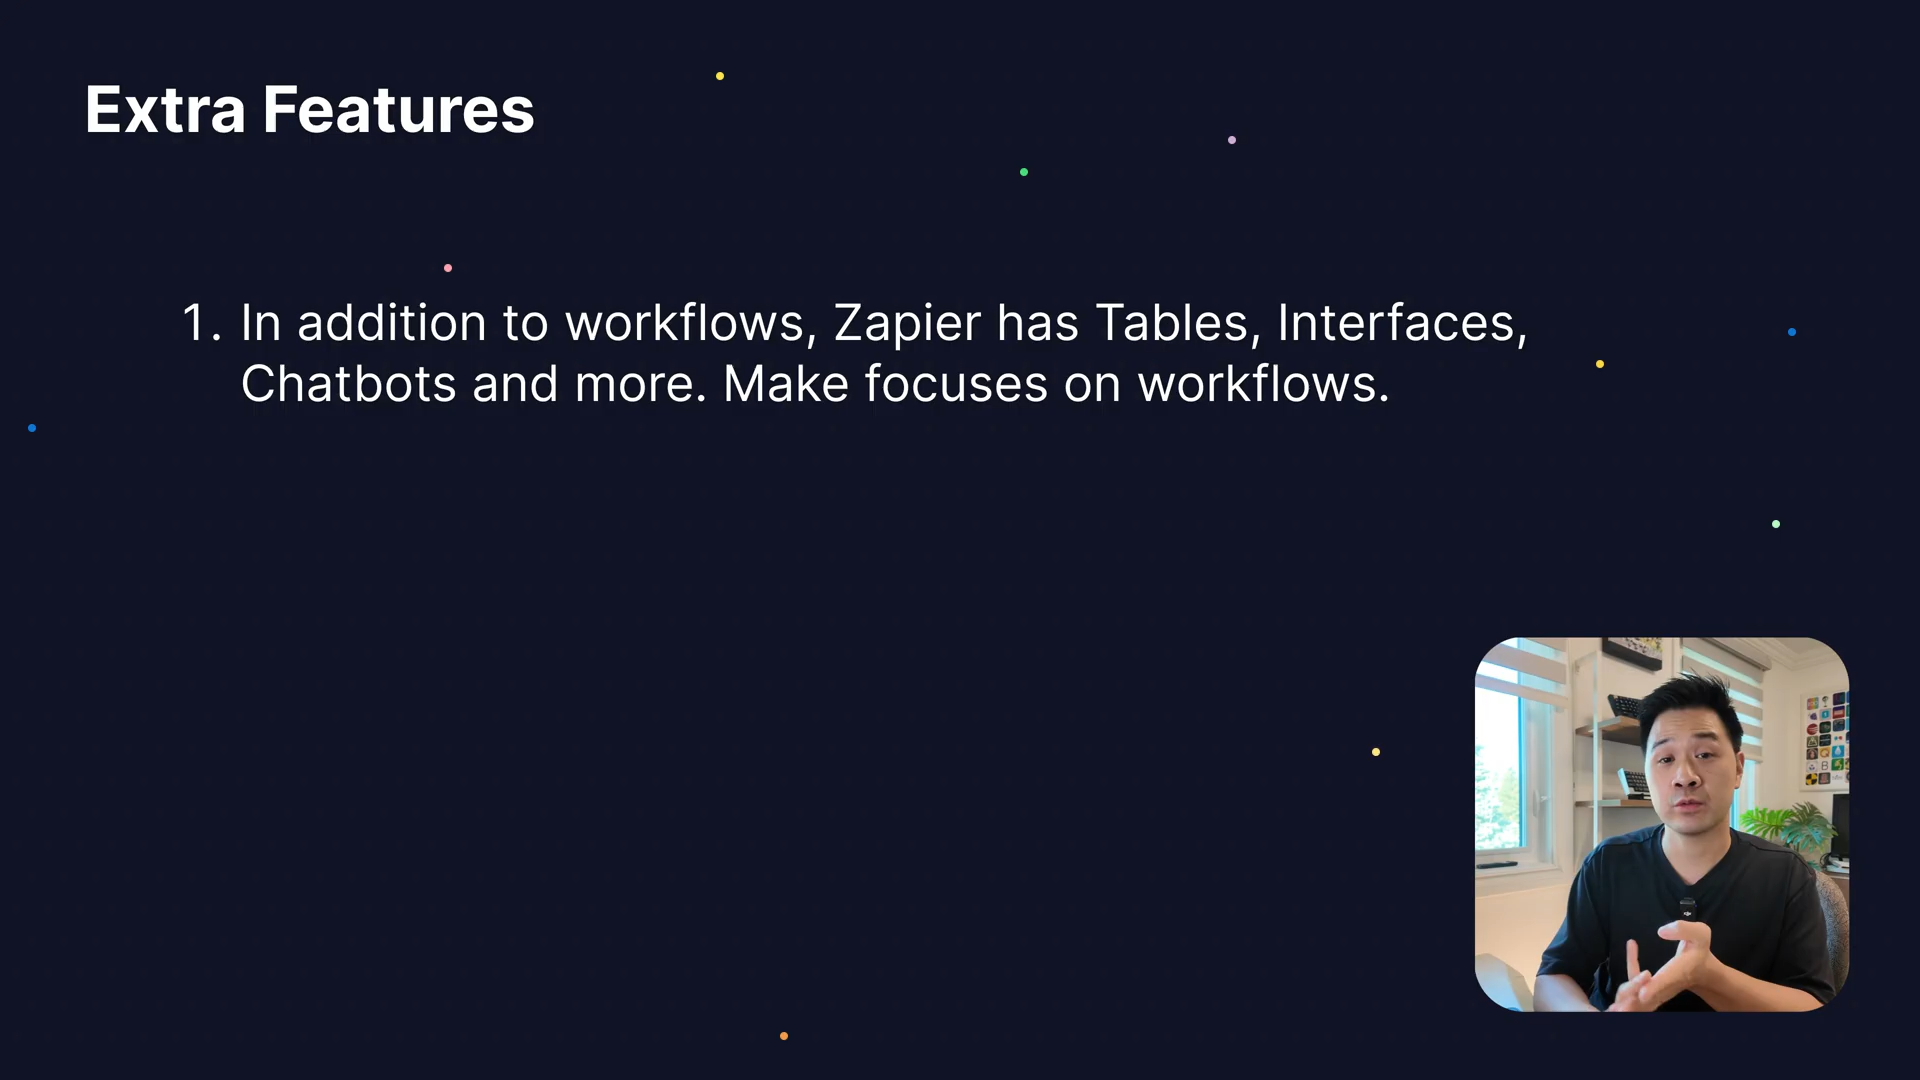 Extra Features
1. In addition to workflows, Zapier has Tables, Interfaces,
Chatbots and more. Make focuses on workflows.